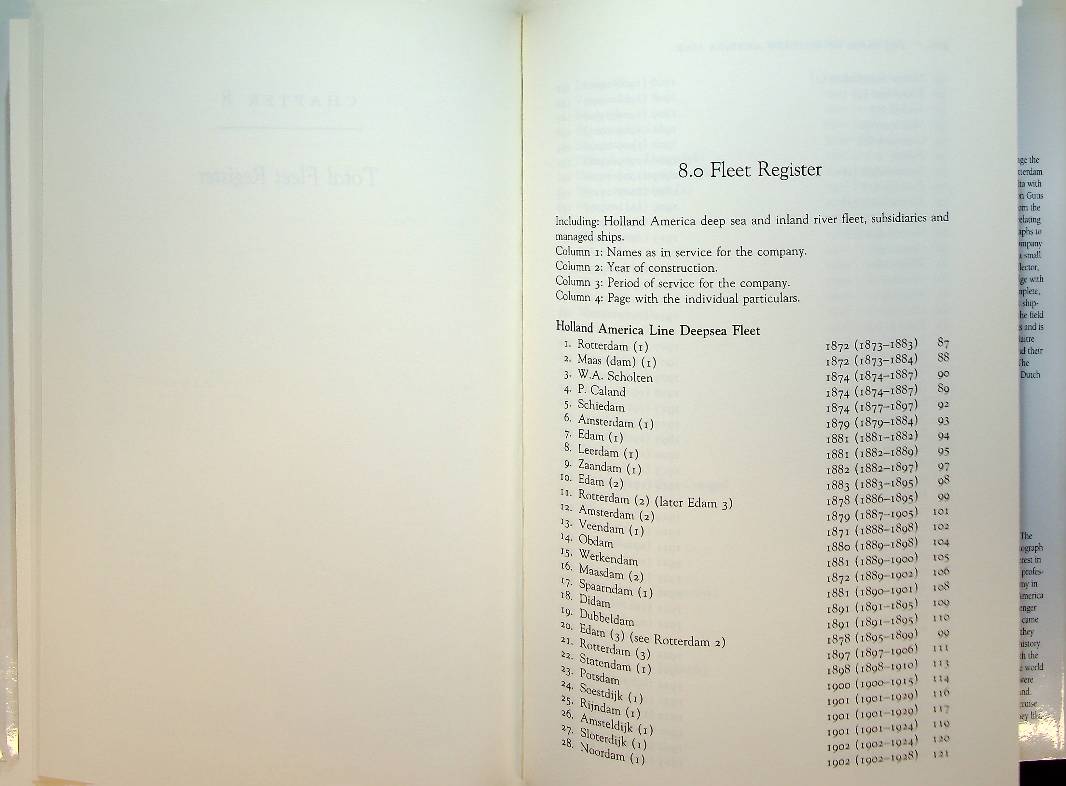 8.0 Fleet Register
Including: Holland America deep sea and inland river fleet, subsidiaries and
managed ships.
Column 1: Names as in service for the company.
Column 2: Year of construction.
Column 3: Period of service for the company.
Column 4: Page with the individual particulars.
Holland America Line Deepsea Fleet
1. Rotterdam (1) 1872 (1873–1883) 87
2. Maas (dam) (1) 1872 (1873–1884) 88
3. W.A. Scholten 1874 (1874–1887) 90
4. P. Caland 1874 (1874–1887) 89
5. Schiedam 1874 (1877–1897) 92
6. Amsterdam (1) 1879 (1879–1884) 93
7. Edam (1) 1881 (1881–1882) 94
8. Leerdam (1) 1881 (1882–1889) 95
9. Zaandam (1) 1882 (1882–1897) 97
10. Edam (2) 1883 (1883–1895) 98
11. Rotterdam (2) (later Edam 3) 1878 (1886–1895) 99
12. Amsterdam (2) 1879 (1887–1905) 101
13. Veendam (1) 1871 (1888–1898) 102
14. Obdam 1880 (1889–1898) 104
15. Werkendam 1881 (1889–1900) 105
16. Maasdam (2) 1872 (1889–1902) 106
17. Spaarndam (1) 1881 (1890–1901) 108
18. Didam 1891 (1891–1895) 109
19. Dubbeldam 1891 (1891–1895) 110
20. Edam (3) (see Rotterdam 2) 1878 (1895–1899) 99
21. Rotterdam (3) 1897 (1897–1906) 111
22. Statendam (1) 1898 (1898–1910) 113
23. Potsdam 1900 (1900–1915) 114
24. Soestdijk (1) 1901 (1901–1929) 116
25. Rijndam (1) 1901 (1901–1929) 117
26. Amsteldijk (1) 1901 (1901–1924) 119
27. Sloterdijk (1) 1902 (1902–1924) 120
28. Noordam (1) 1902 (1902–1928) 121